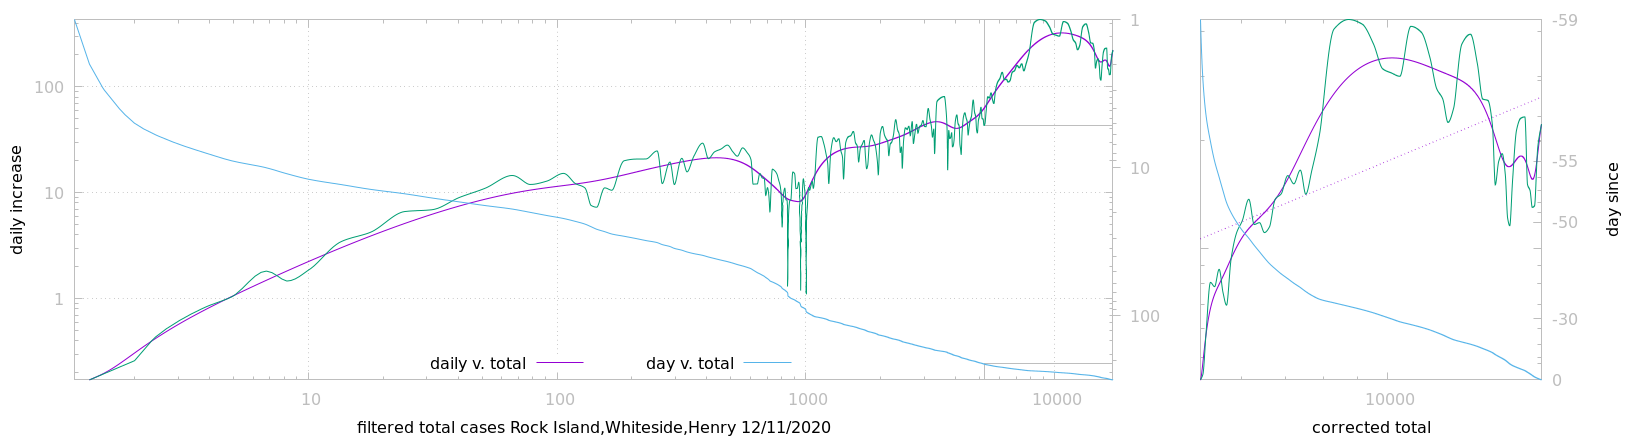 daily increase
100
10
1
10
100
1000
10000
1
10
100
daily v. total
day v. total
filtered total cases Rock Island,Whiteside,Henry 12/11/2020
-59
-55
-50
-30
0
day since
10000
corrected total